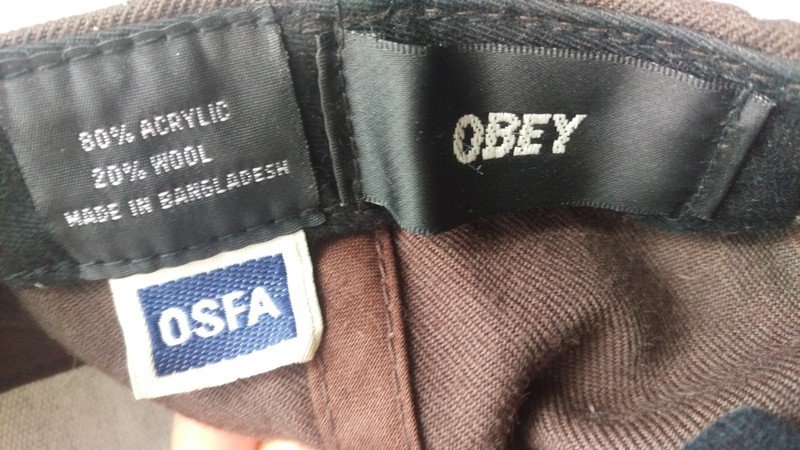 80% ACRYLIC
20% WOOL
MADE IN BANGLADESH
OBEY
OSFA